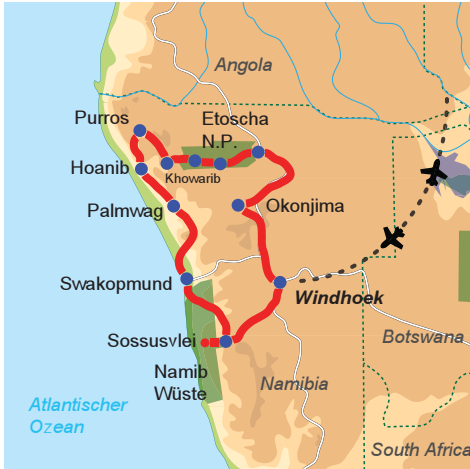 Angola
Purros
Etoscha
N.P.
Hoanib
Khowarib
Palmwag
Okonjima
Swakopmund
Windhoek
Sossusvlei
Botswana
Namib
Wüste
Namibia
Atlantischer
Ozean
South Africa